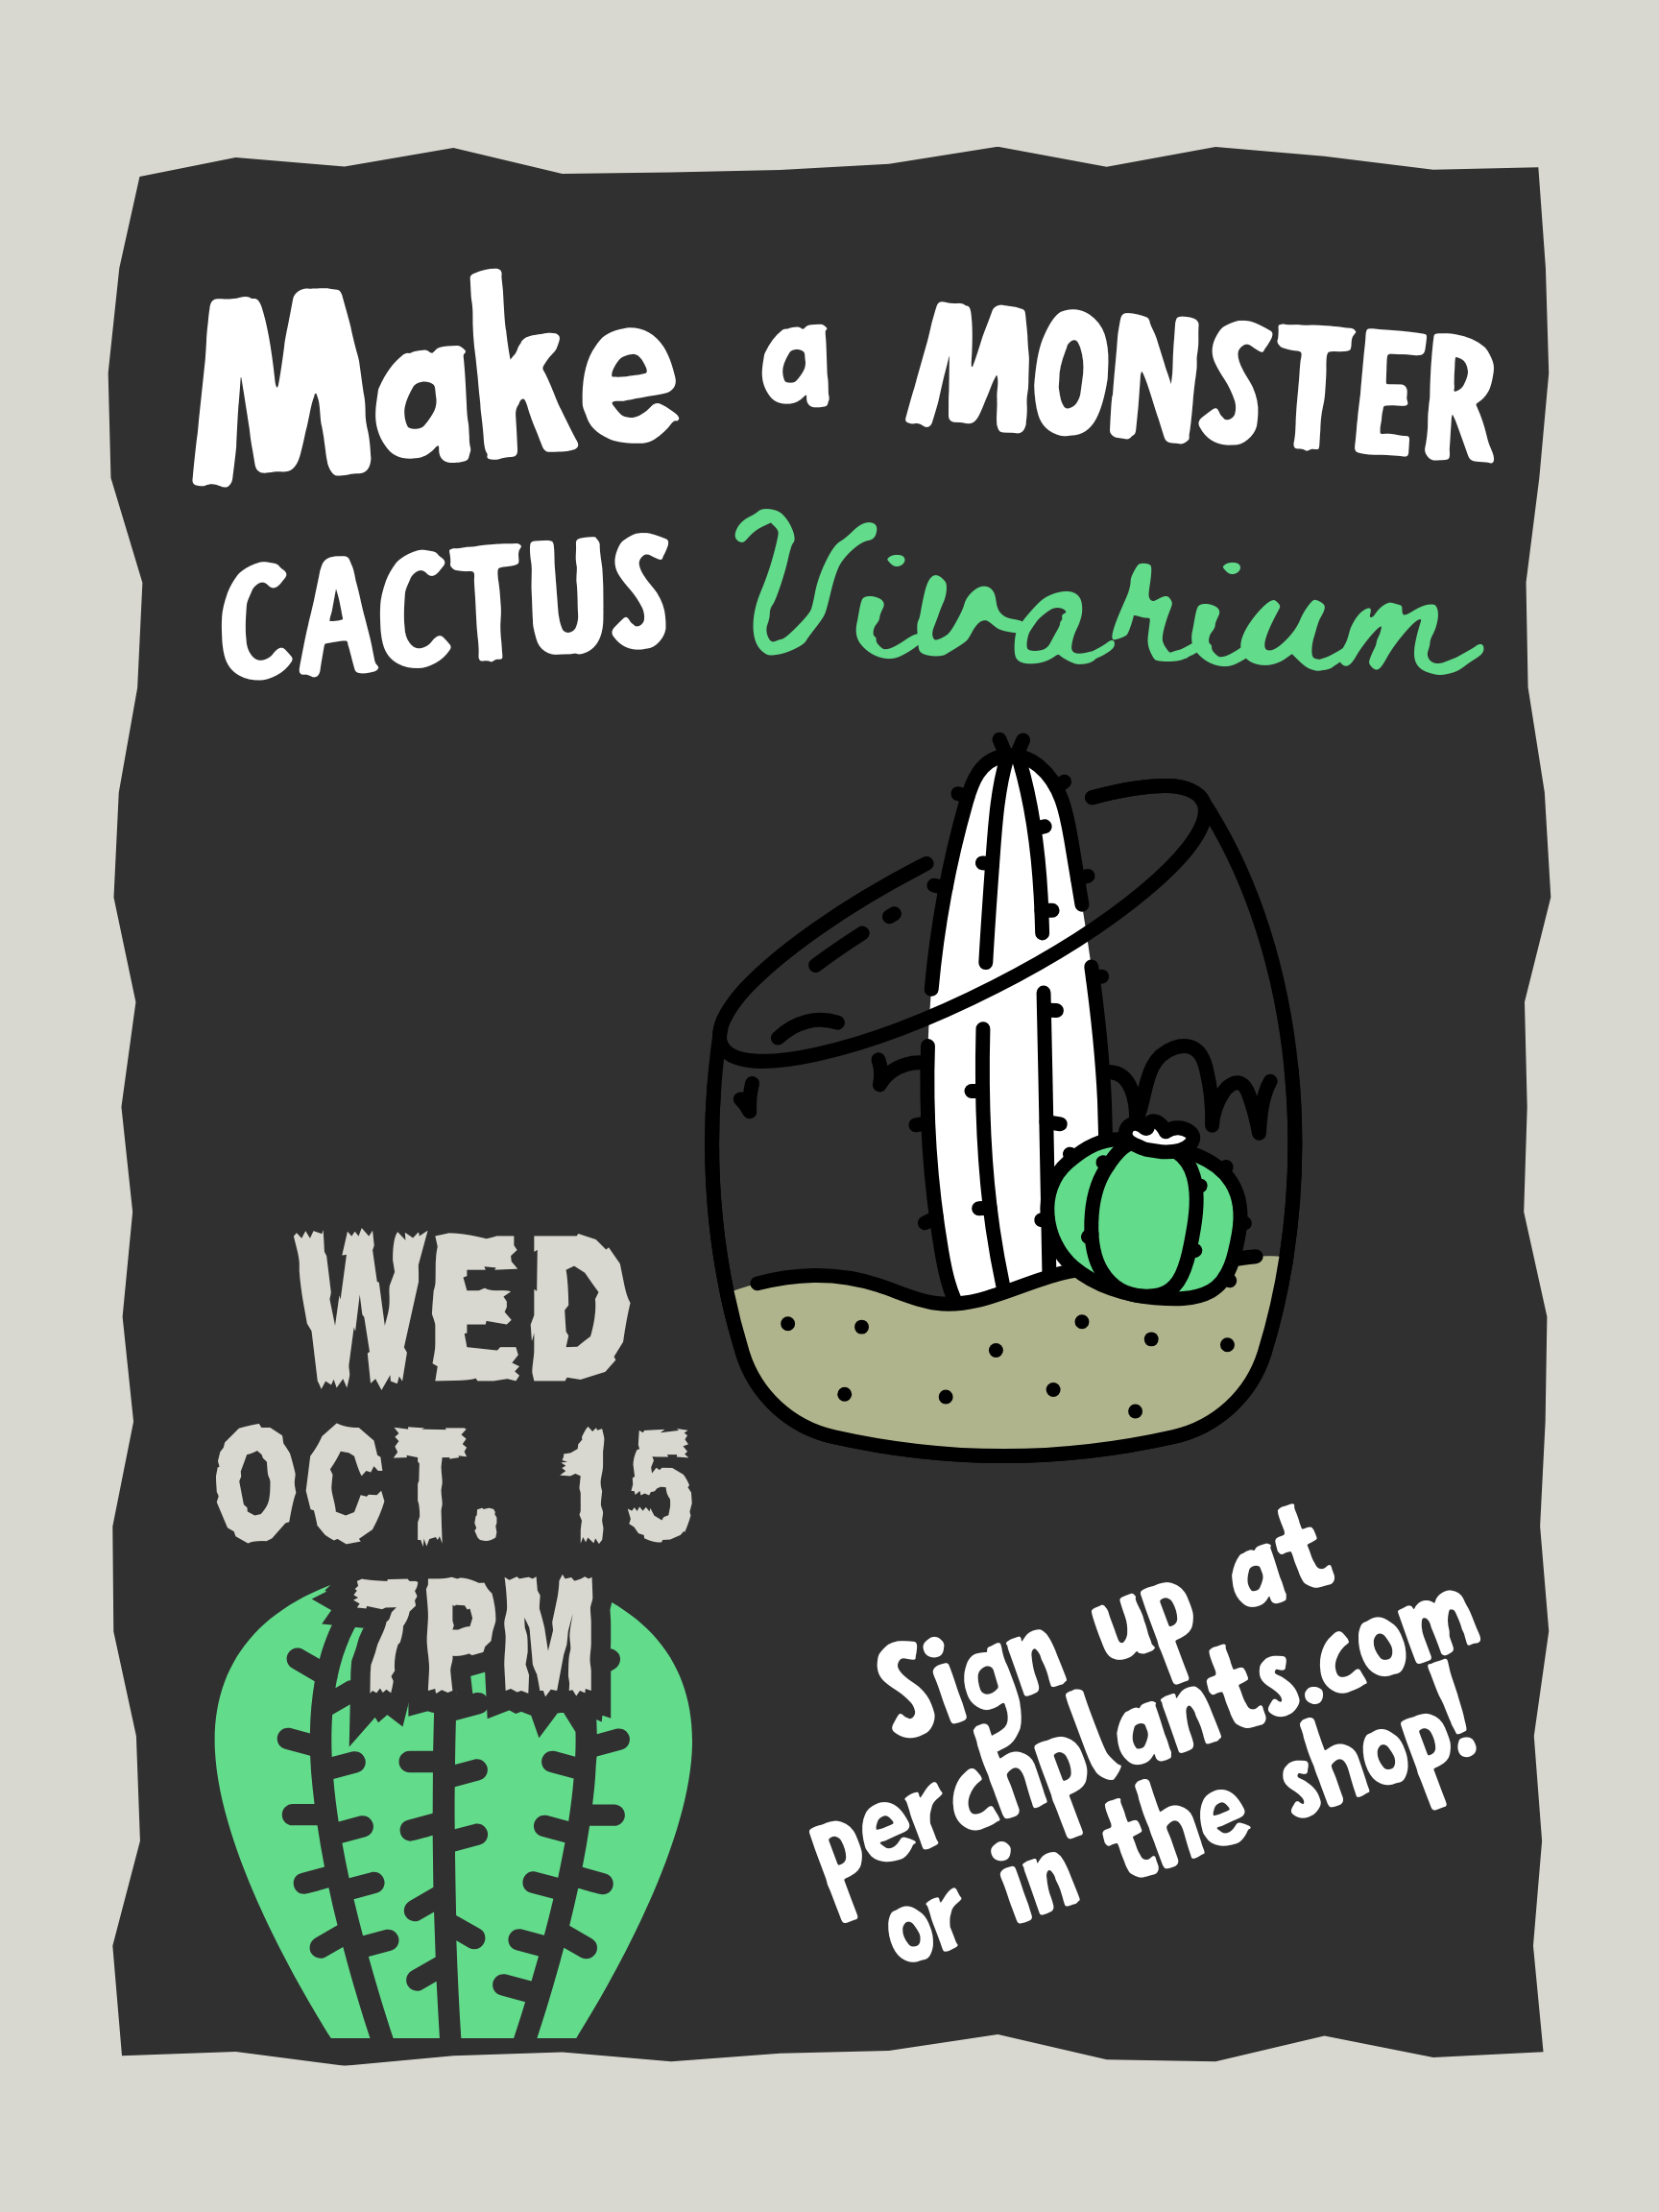 Make a MONSTER
CACTUS Vivarium
WED
OCT. 15
7PM
Sign up at
perchplants.com
or in the shop!